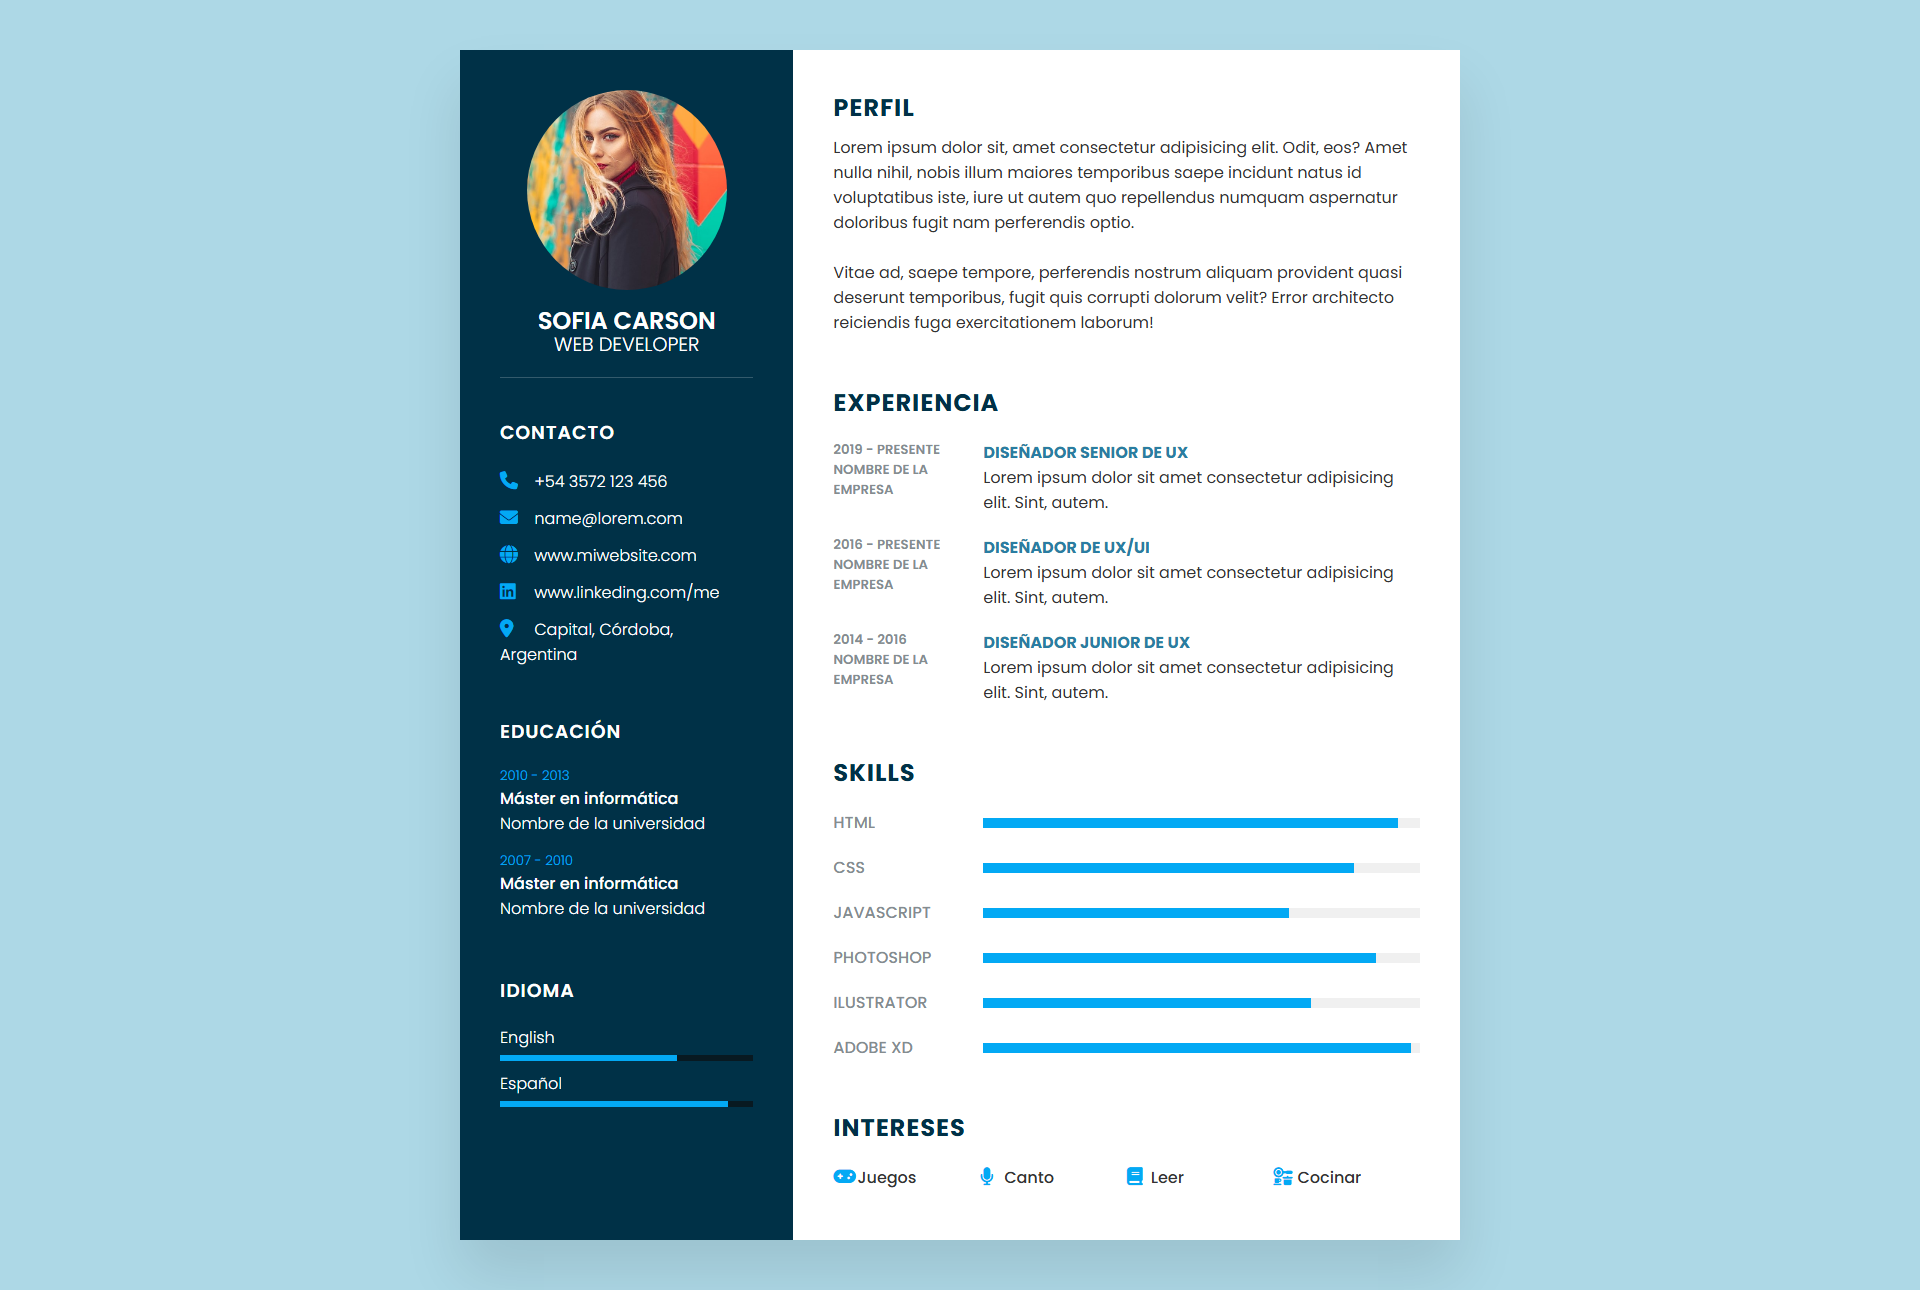 SOFIA CARSON
WEB DEVELOPER
CONTACTO
+54 3572 123 456
name@lorem.com
www.miwebsite.com
www.linkeding.com/me
Capital, Córdoba,
Argentina
EDUCACIÓN
2010 - 2013
Máster en informática
Nombre de la universidad
2007 - 2010
Máster en informática
Nombre de la universidad
IDIOMA
English
Español
PERFIL
Lorem ipsum dolor sit, amet consectetur adipisicing elit. Odit, eos? Amet
nulla nihil, nobis illum maiores temporibus saepe incidunt natus id
voluptatibus iste, iure ut autem quo repellendus numquam aspernatur
doloribus fugit nam perferendis optio.
Vitae ad, saepe tempore, perferendis nostrum aliquam provident quasi
deserunt temporibus, fugit quis corrupti dolorum velit? Error architecto
reiciendis fuga exercitationem laborum!
EXPERIENCIA
2019 - PRESENTE
NOMBRE DE LA
EMPRESA
DISEÑADOR SENIOR DE UX
Lorem ipsum dolor sit amet consectetur adipisicing
elit. Sint, autem.
2016 - PRESENTE
NOMBRE DE LA
EMPRESA
DISEÑADOR DE UX/UI
Lorem ipsum dolor sit amet consectetur adipisicing
elit. Sint, autem.
2014 - 2016
NOMBRE DE LA
EMPRESA
DISEÑADOR JUNIOR DE UX
Lorem ipsum dolor sit amet consectetur adipisicing
elit. Sint, autem.
SKILLS
HTML
CSS
JAVASCRIPT
PHOTOSHOP
ILUSTRATOR
ADOBE XD
INTERESES
Juegos Canto Leer Cocinar